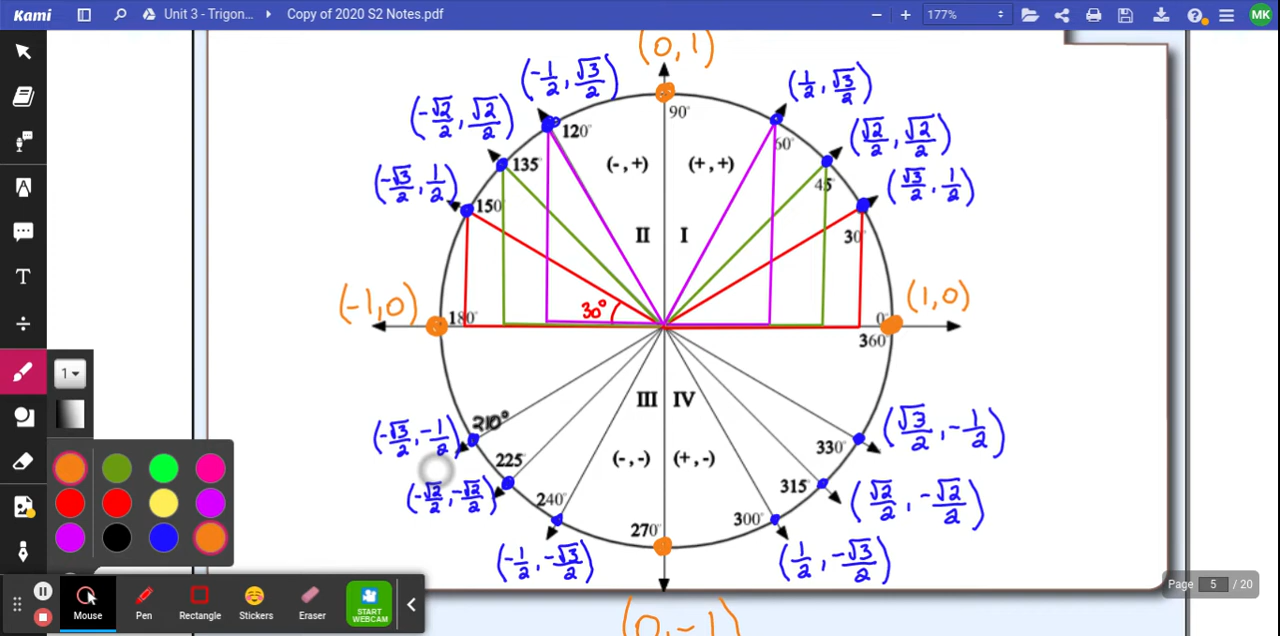 Kami
Unit 3 - Trigon...
Copy of 2020 S2 Notes.pdf
177%
MK
(0,1)
(-1/2, √3/2)
(1/2, √3/2)
(-√2/2, √2/2)
(√2/2, √2/2)
(-√3/2, 1/2)
(√3/2, 1/2)
90°
120°
60°
135°
45°
150°
30°
(-,+)
(+,+)
II
I
30°
(-1,0)
(1,0)
180°
0°
360°
III
IV
210°
(-√3/2, -1/2)
(√3/2, -1/2)
330°
225°
(-,-)
(+,-)
315°
(-√2/2, -√2/2)
(√2/2, -√2/2)
240°
300°
270°
(-1/2, -√3/2)
(1/2, -√3/2)
(0,-1)
1
T
Page 5 / 20
Mouse
Pen
Rectangle
Stickers
Eraser
START
WEBCAM